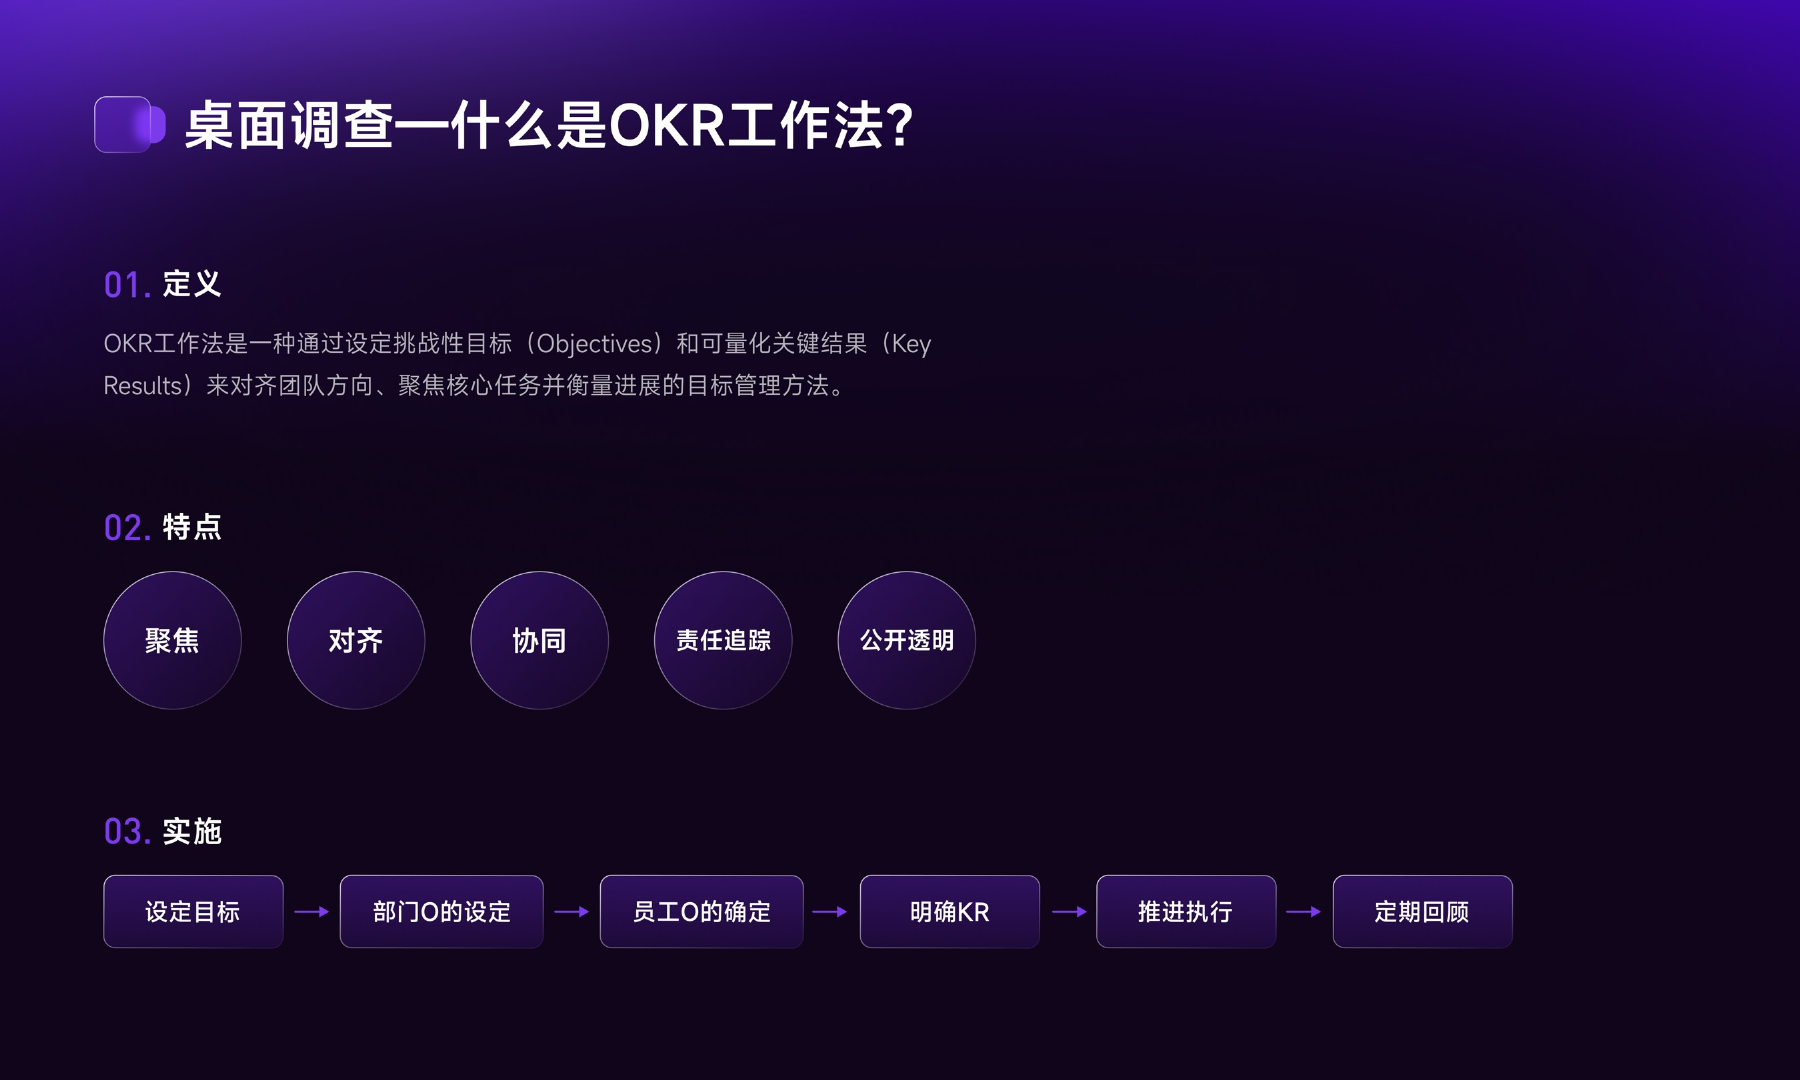 桌面调查—什么是OKR工作法？
01. 定义
OKR工作法是一种通过设定挑战性目标（Objectives）和可量化关键结果（Key
Results）来对齐团队方向、聚焦核心任务并衡量进展的目标管理方法。
02. 特点
聚焦
对齐
协同
责任追踪
公开透明
03. 实施
设定目标
部门O的设定
员工O的确定
明确KR
推进执行
定期回顾